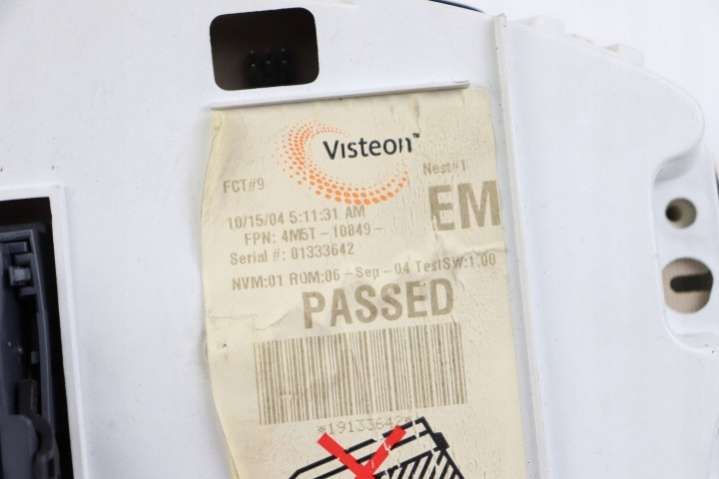 Visteon™
FCT#9
Nest#1
10/15/04 5:11:31 AM
EM
FPN: 4M5T-10849-
Serial #: 01333642
NVM:01 ROM:06-Sep-04 TestSW:1.00
PASSED